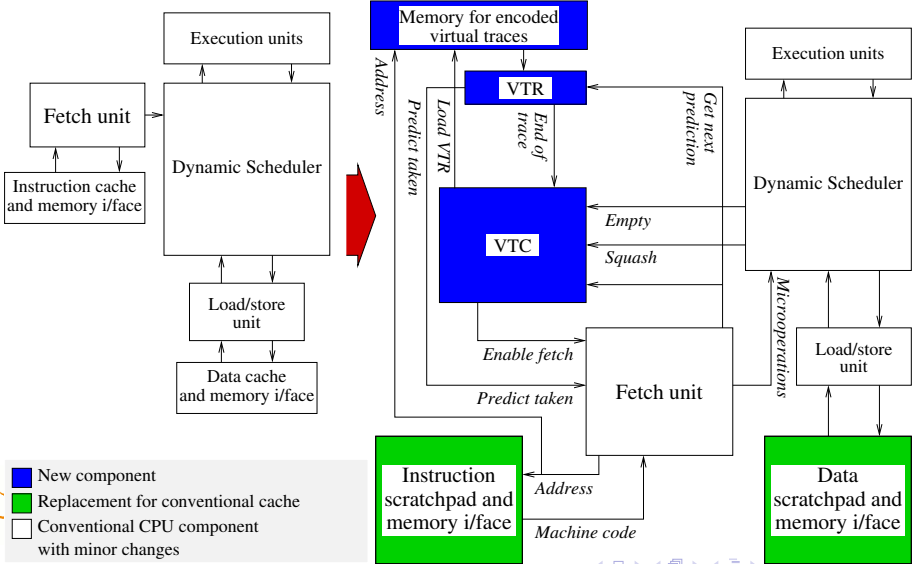 Execution units
Fetch unit
Instruction cache
and memory i/face
Dynamic Scheduler
Load/store
unit
Data cache
and memory i/face
Memory for encoded
virtual traces
Address
Predict taken
Load VTR
VTR
End of
trace
Get next
prediction
VTC
Empty
Squash
Enable fetch
Predict taken
Fetch unit
Microoperations
Execution units
Dynamic Scheduler
Load/store
unit
Instruction
scratchpad and
memory i/face
Address
Machine code
Data
scratchpad and
memory i/face
New component
Replacement for conventional cache
Conventional CPU component
with minor changes